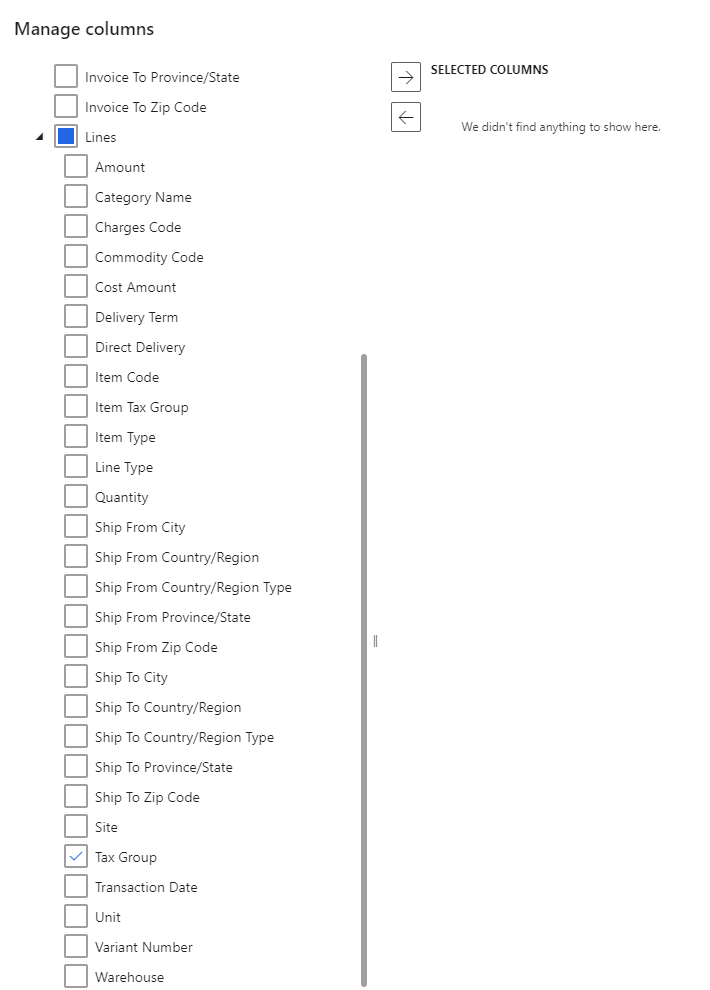 Manage columns
Invoice To Province/State
Invoice To Zip Code
Lines
Amount
Category Name
Charges Code
Commodity Code
Cost Amount
Delivery Term
Direct Delivery
Item Code
Item Tax Group
Item Type
Line Type
Quantity
Ship From City
Ship From Country/Region
Ship From Country/Region Type
Ship From Province/State
Ship From Zip Code
Ship To City
Ship To Country/Region
Ship To Country/Region Type
Ship To Province/State
Ship To Zip Code
Site
Tax Group
Transaction Date
Unit
Variant Number
Warehouse
SELECTED COLUMNS
We didn't find anything to show here.